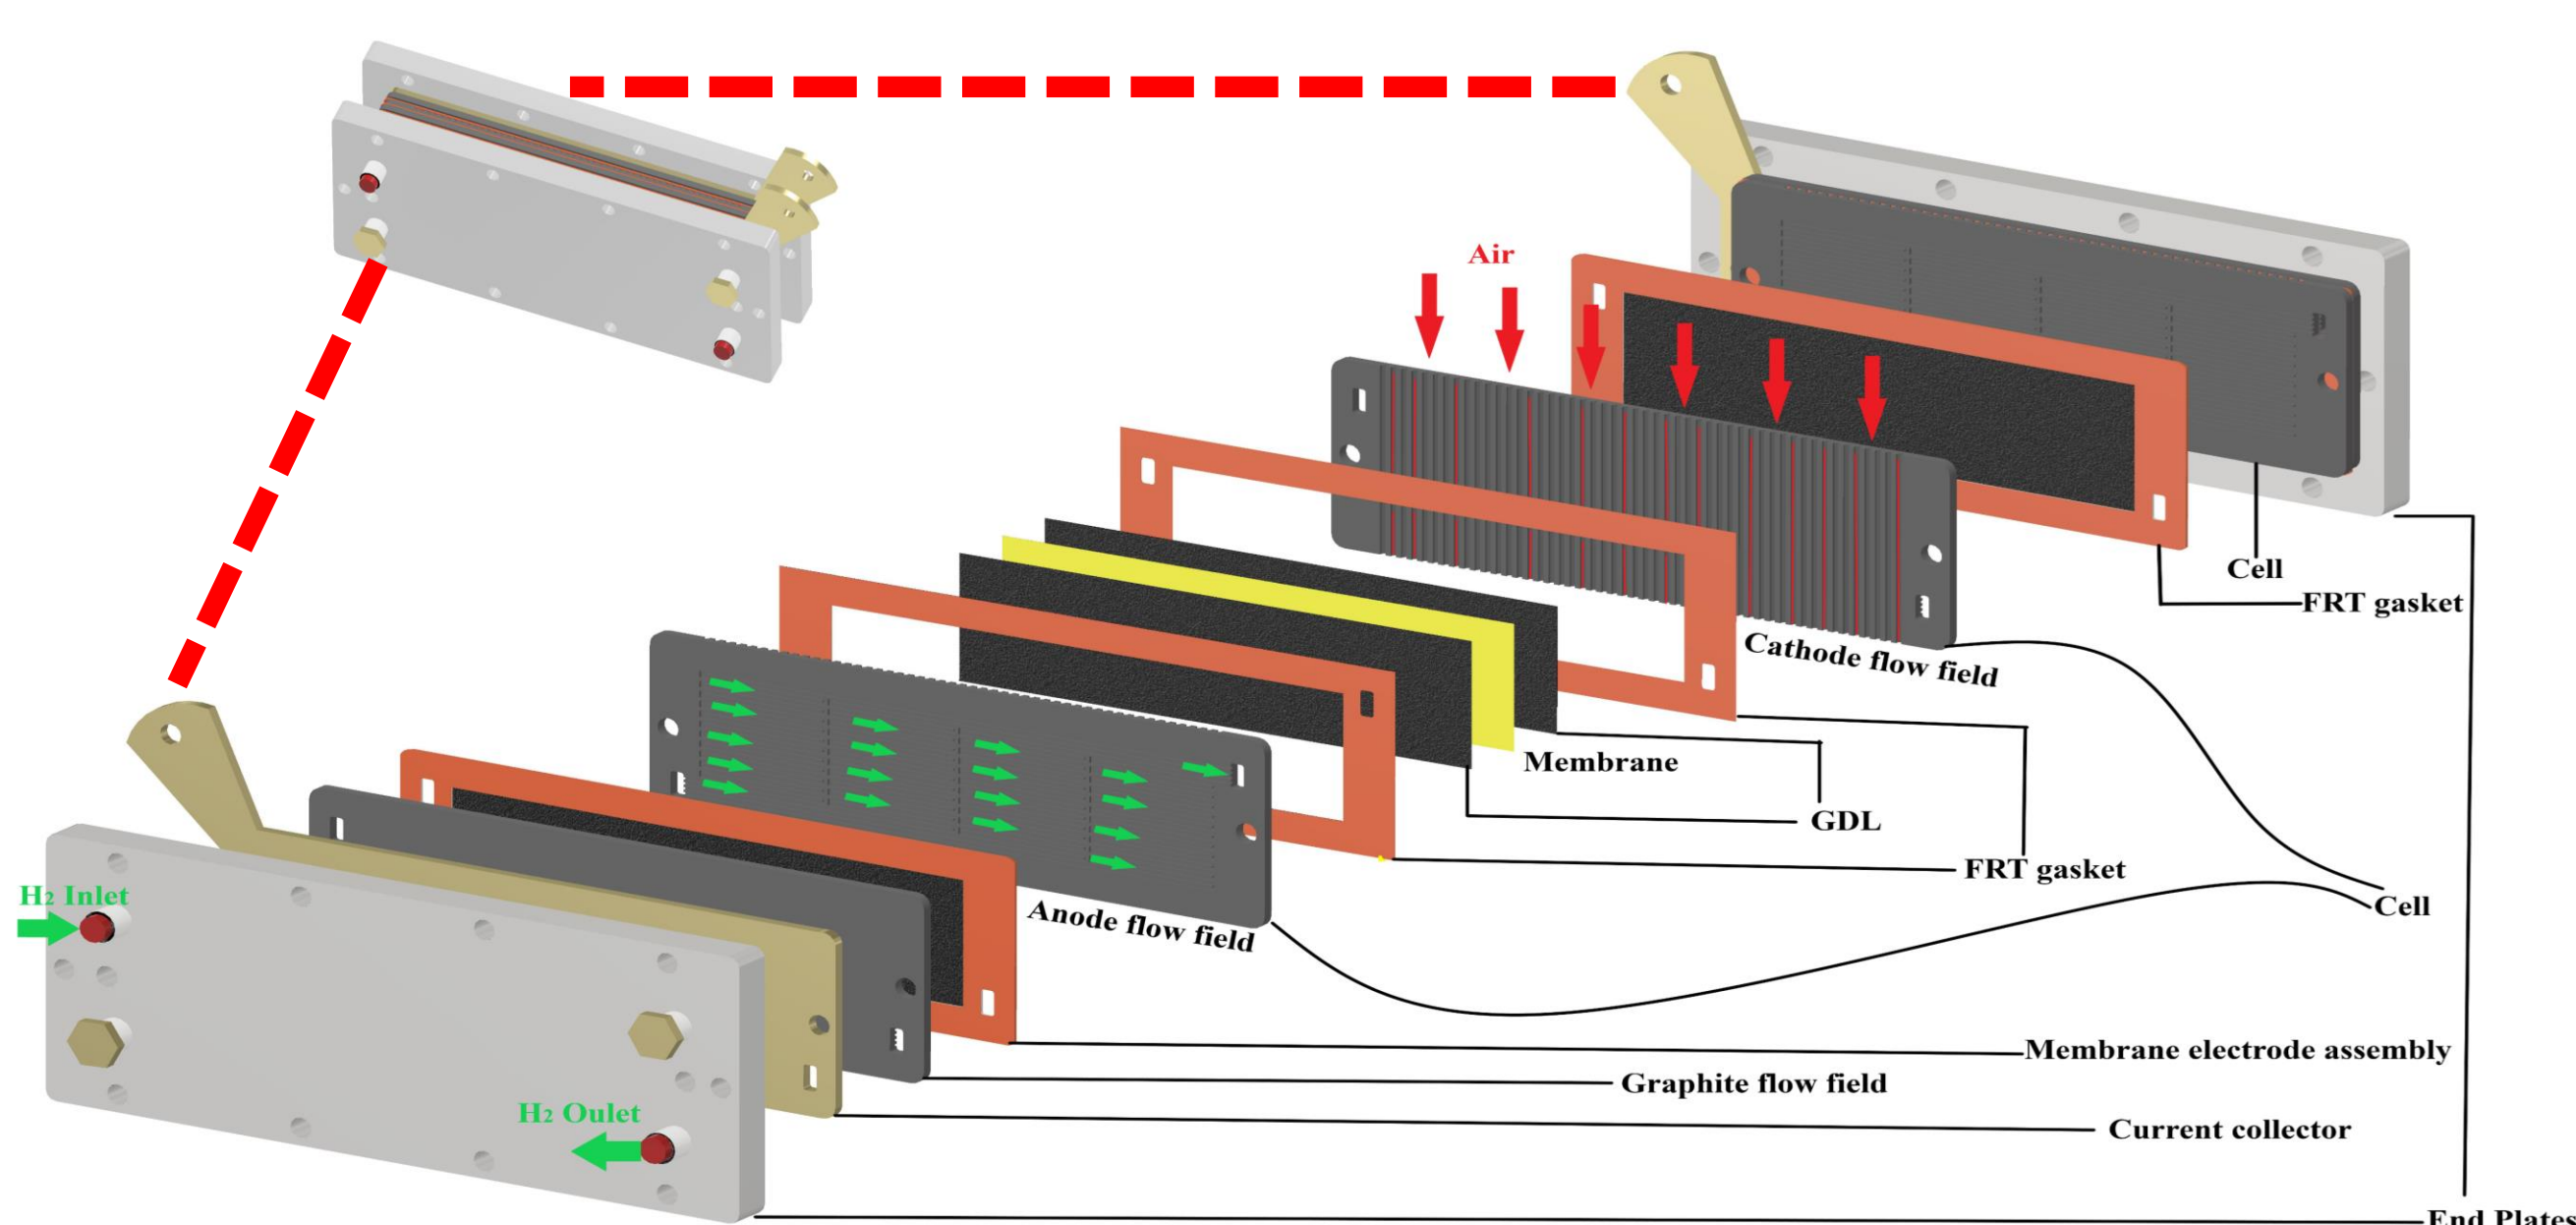 Air
Cell
FRT gasket
Cathode flow field
Membrane
GDL
FRT gasket
H2 Inlet
Cell
Anode flow field
Membrane electrode assembly
Graphite flow field
H2 Oulet
Current collector
End Plates